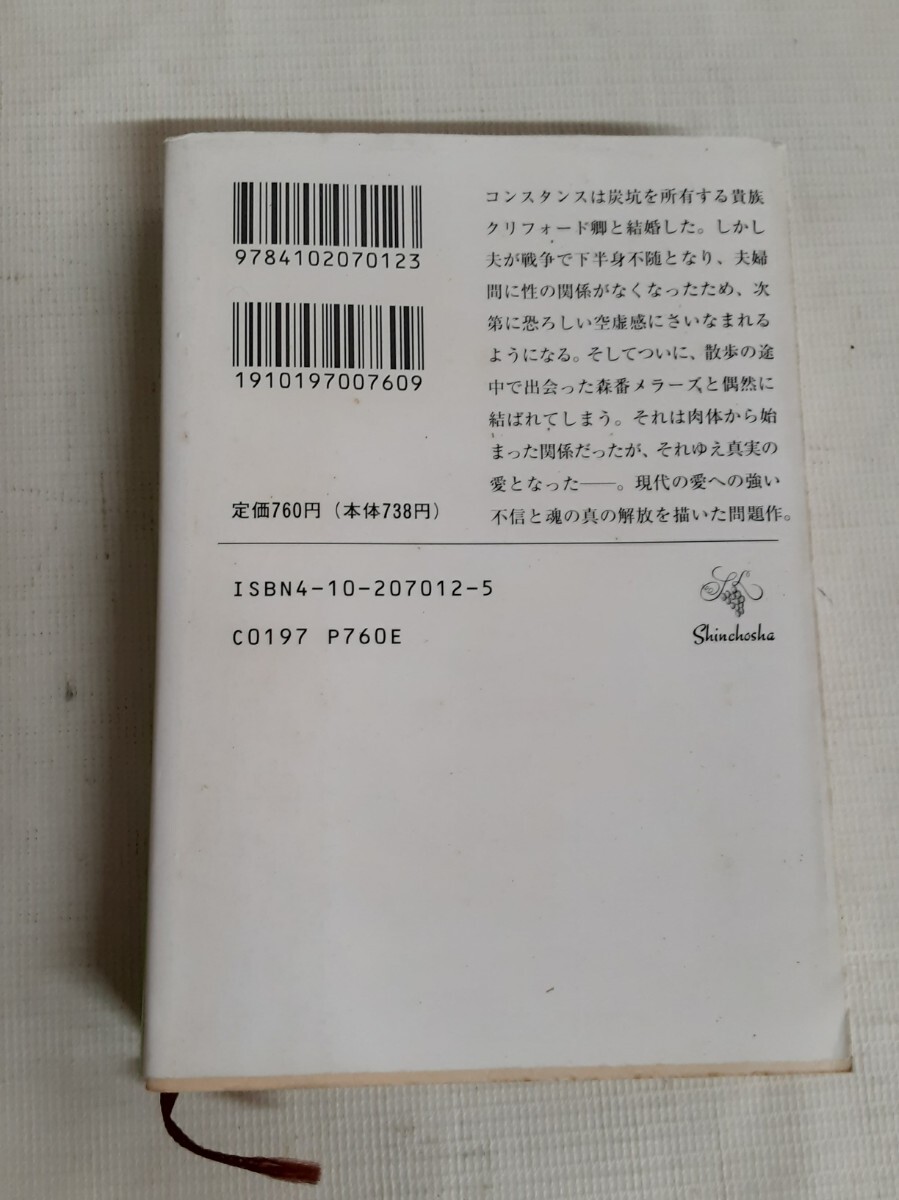 9784102070123
1910197007609
定価760円(本体738円)
コンスタンスは炭坑を所有する貴族
クリフォード卿と結婚した。しかし
夫が戦争で下半身不随となり、夫婦
間に性の関係がなくなったため、次
第に恐ろしい空虚感にさいなまれる
ようになる。そしてついに、散歩の途
中で出会った森番メラーズと偶然に
結ばれてしまう。それは肉体から始
まった関係だったが、それゆえ真実の
愛となった――。現代の愛への強い
不信と魂の真の解放を描いた問題作。
ISBN4-10-207012-5
C0197 P760E
Shinchosha